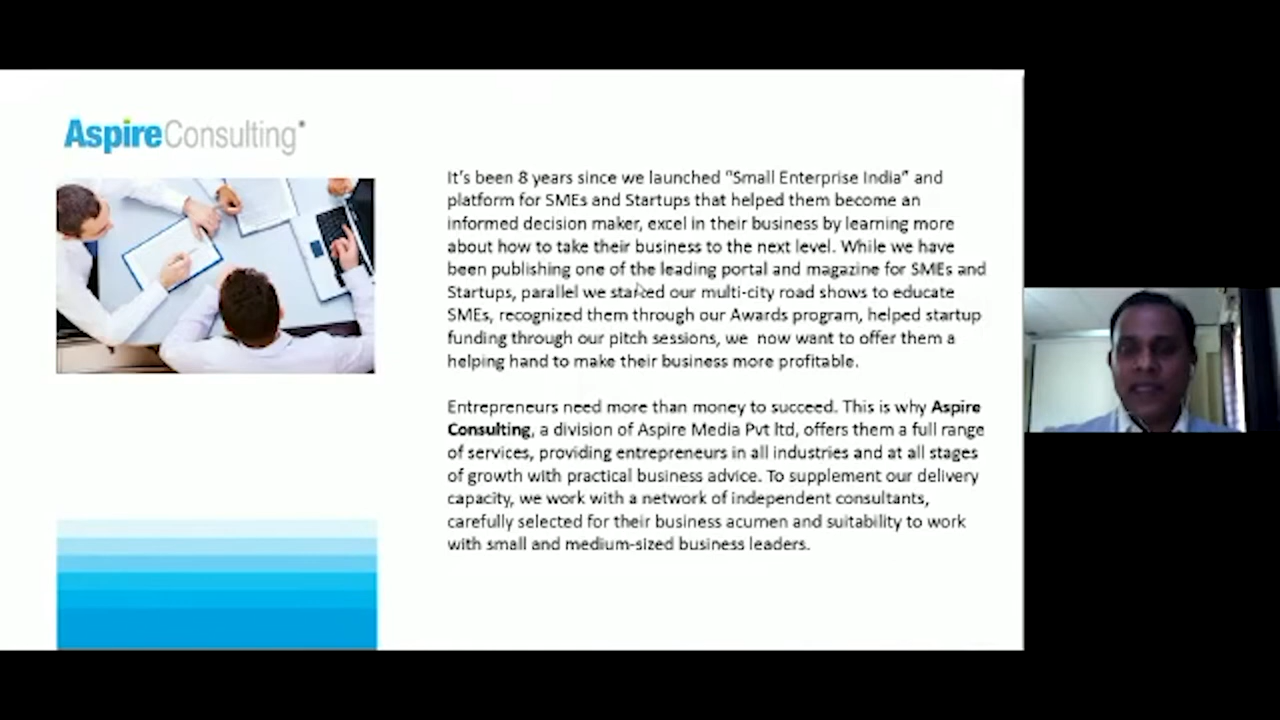 AspireConsulting
It's been 8 years since we launched "Small Enterprise India" and
platform for SMEs and Startups that helped them become an
informed decision maker, excel in their business by learning more
about how to take their business to the next level. While we have
been publishing one of the leading portal and magazine for SMEs and
Startups, parallel we started our multi-city road shows to educate
SMEs, recognized them through our Awards program, helped startup
funding through our pitch sessions, we now want to offer them a
helping hand to make their business more profitable.
Entrepreneurs need more than money to succeed. This is why Aspire
Consulting, a division of Aspire Media Pvt ltd, offers them a full range
of services, providing entrepreneurs in all industries and at all stages
of growth with practical business advice. To supplement our delivery
capacity, we work with a network of independent consultants,
carefully selected for their business acumen and suitability to work
with small and medium-sized business leaders.